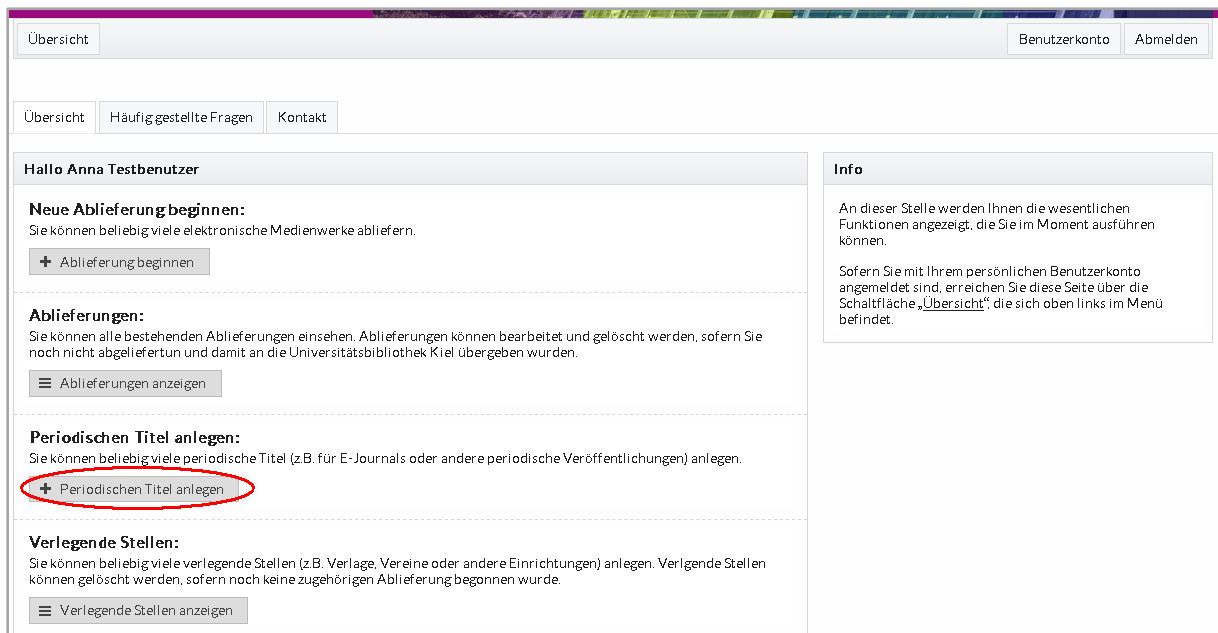 Übersicht
Benutzerkonto
Abmelden
Übersicht
Häufig gestellte Fragen
Kontakt
Hallo Anna Testbenutzer
Neue Ablieferung beginnen:
Sie können beliebig viele elektronische Medienwerke abliefern.
Ablieferung beginnen
Ablieferungen:
Sie können alle bestehenden Ablieferungen einsehen. Ablieferungen können bearbeitet und gelöscht werden, sofern Sie
noch nicht abgeliefertun und damit an die Universitätsbibliothek Kiel übergeben wurden.
Ablieferungen anzeigen
Periodischen Titel anlegen:
Sie können beliebig viele periodische Titel (z.B. für E-Journals oder andere periodische Veröffentlichungen) anlegen.
Periodischen Titel anlegen
Verlegende Stellen:
Sie können beliebig viele verlegende Stellen (z.B. Verlage, Vereine oder andere Einrichtungen) anlegen. Verlgende Stellen
können gelöscht werden, sofern noch keine zugehörigen Ablieferung begonnen wurde.
Verlegende Stellen anzeigen
Info
An dieser Stelle werden Ihnen die wesentlichen
Funktionen angezeigt, die Sie im Moment ausführen
können.
Sofern Sie mit Ihrem persönlichen Benutzerkonto
angemeldet sind, erreichen Sie diese Seite über die
Schaltfläche „Übersicht“, die sich oben links im Menü
befindet.